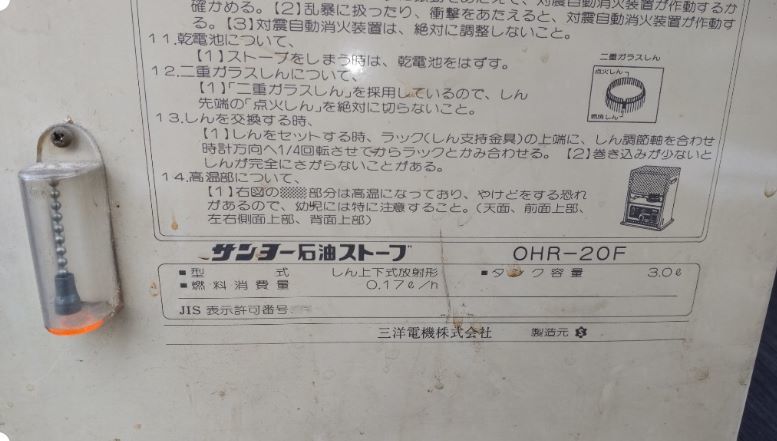 確かめる。【2】乱暴に扱ったり、衝撃をあたえると、対震自動消火装置が作動す
る。【3】対震自動消火装置は、絶対に調整しないこと。
11.乾電池について、
【1】ストーブをしまう時は、乾電池をはずす。
12.二重ガラスしんについて、
【1】「二重ガラスしん」を採用しているので、しん
先端の「点火しん」を絶対に切らないこと。
二重ガラスしん
点火しん
燃焼しん
13.しんを交換する時、
【1】しんをセットする時、ラック(しん支持金具)の上端に、しん調節軸を合わせ
時計方向へ1/4回転させてからラックとかみ合わせる。【2】巻き込みが少ないと
しんが完全にさがらないことがある。
14.高温部について、
【1】右図の 部分は高温になっており、やけどをする恐れ
があるので、幼児には特に注意すること。(天面、前面上部、
左右側面上部、背面上部)
サンヨー石油ストーブ OHR-20F
■型 式 しん上下式放射形 ■タンク容量 3.0ℓ
■燃料消費量 0.17ℓ/h
JIS 表示許可番号
三洋電機株式会社 製造元